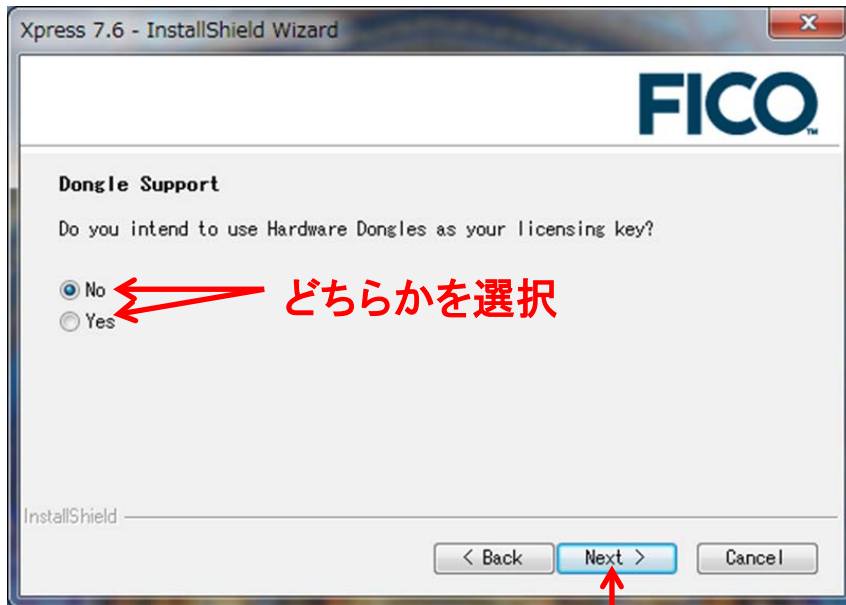 Xpress 7.6 - InstallShield Wizard
FICO™
Dongle Support
Do you intend to use Hardware Dongles as your licensing key?
No
どちらかを選択
Yes
InstallShield
< Back Next > Cancel